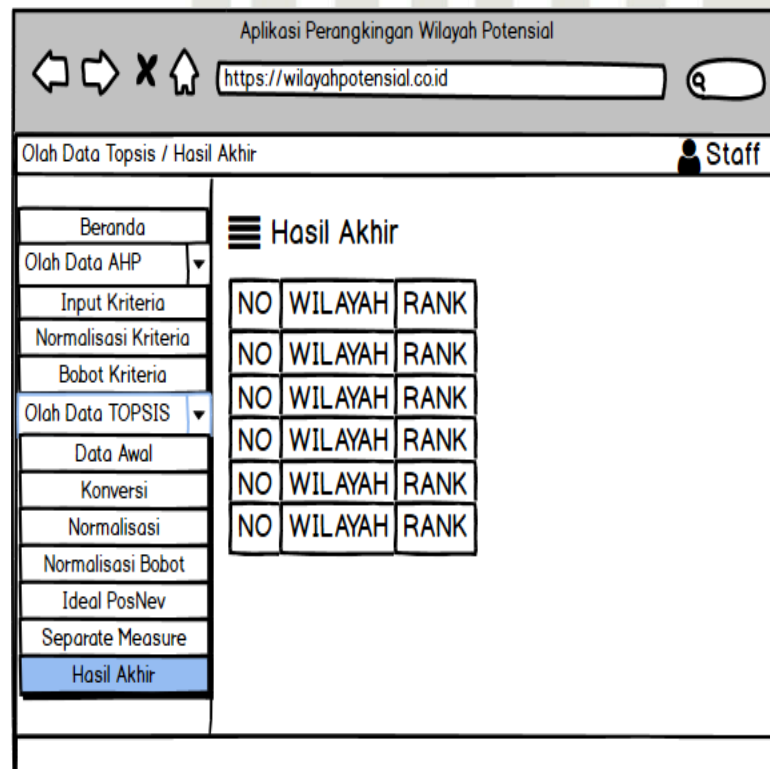 Aplikasi Perangkingan Wilayah Potensial
https://wilayahpotensial.co.id
Olah Data Topsis / Hasil Akhir
Staff
Beranda
Olah Data AHP
Input Kriteria
Normalisasi Kriteria
Bobot Kriteria
Olah Data TOPSIS
Data Awal
Konversi
Normalisasi
Normalisasi Bobot
Ideal PosNev
Separate Measure
Hasil Akhir
Hasil Akhir
NO WILAYAH RANK
NO WILAYAH RANK
NO WILAYAH RANK
NO WILAYAH RANK
NO WILAYAH RANK
NO WILAYAH RANK